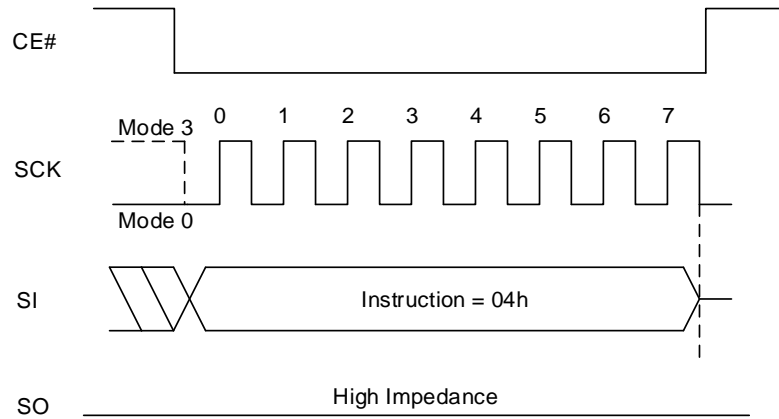 CE#
0 1 2 3 4 5 6 7
Mode 3
SCK
Mode 0
SI
Instruction = 04h
High Impedance
SO